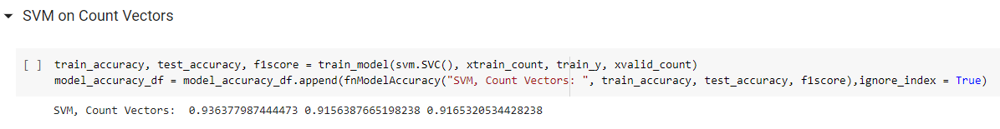 SVM on Count Vectors
[ ] train_accuracy, test_accuracy, f1score = train_model(svm.SVC(), xtrain_count, train_y, xvalid_count)
model_accuracy_df = model_accuracy_df.append(fnModelAccuracy("SVM, Count Vectors: ", train_accuracy, test_accuracy, f1score),ignore_index = True)
SVM, Count Vectors:  0.936377987444473 0.9156387665198238 0.9165320534428238